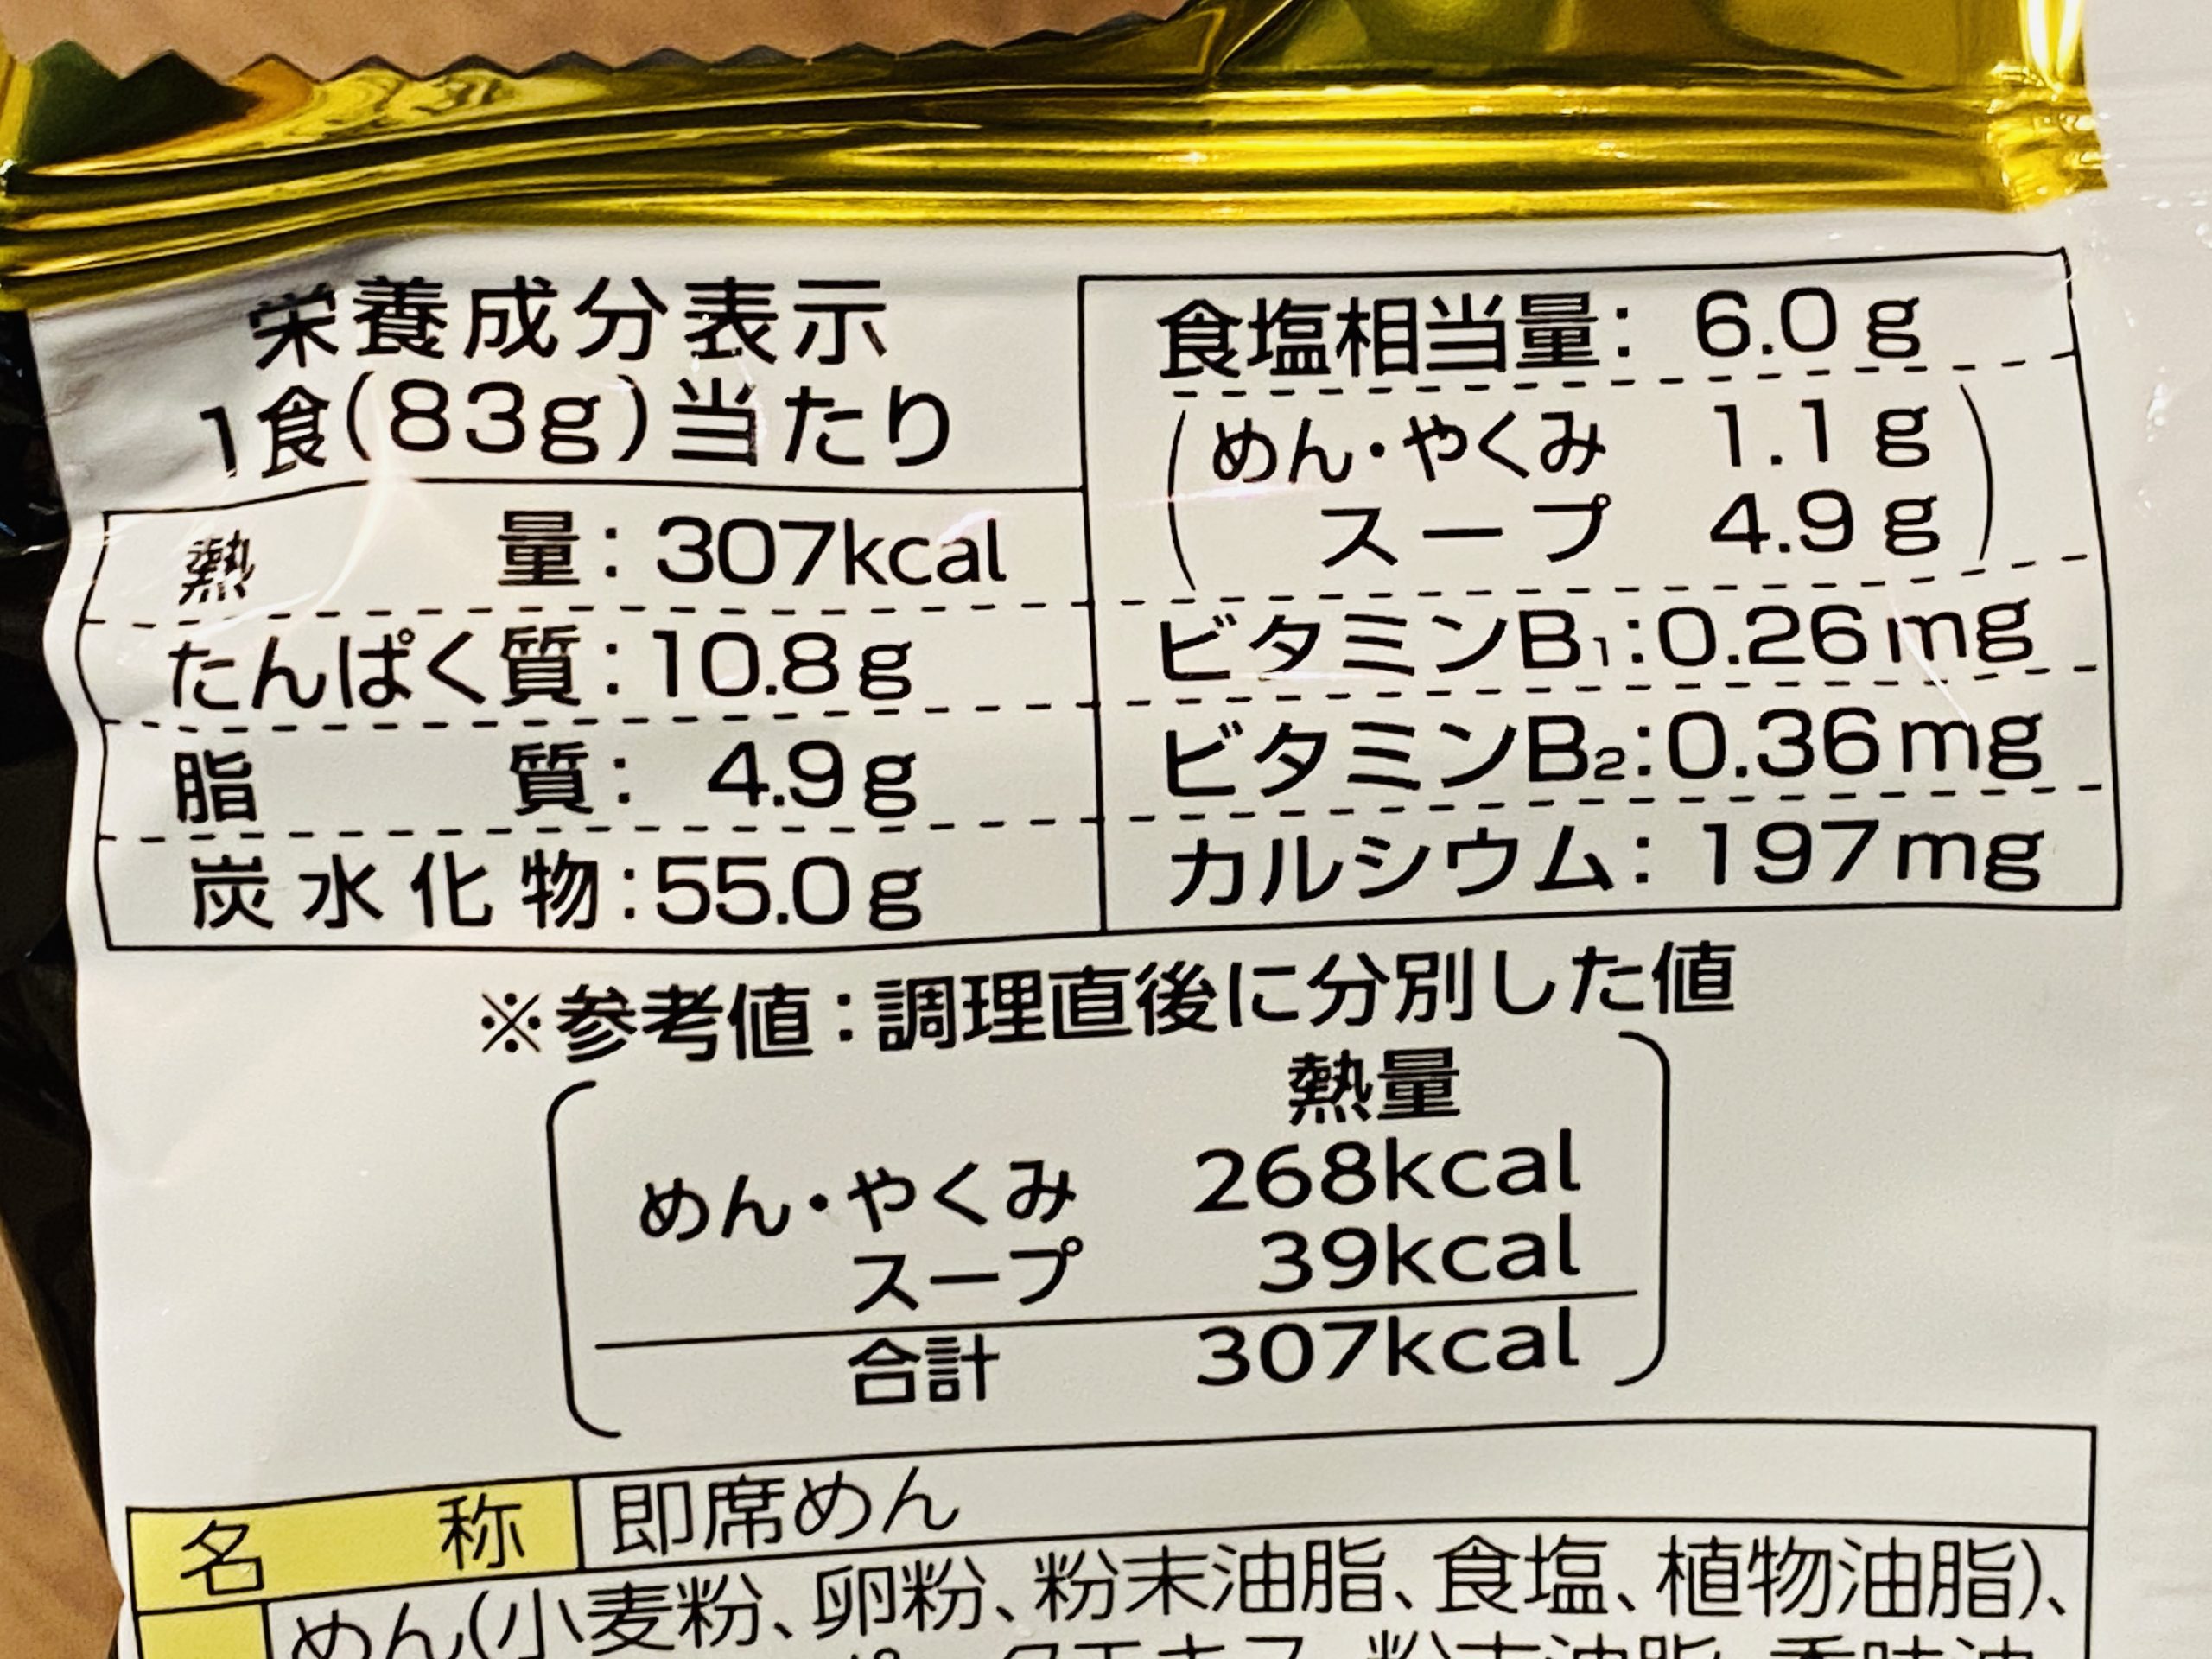 栄養成分表示
1食(83g)当たり
熱量:307kcal
たんぱく質:10.8g
脂質:4.9g
炭水化物:55.0g
食塩相当量:6.0g
(めん・やくみ 1.1g
スープ 4.9g)
ビタミンB₁:0.26mg
ビタミンB₂:0.36mg
カルシウム:197mg
※参考値:調理直後に分別した値
熱量
めん・やくみ 268kcal
スープ 39kcal
合計 307kcal
名称 即席めん
めん(小麦粉、卵粉、粉末油脂、食塩、植物油脂)、